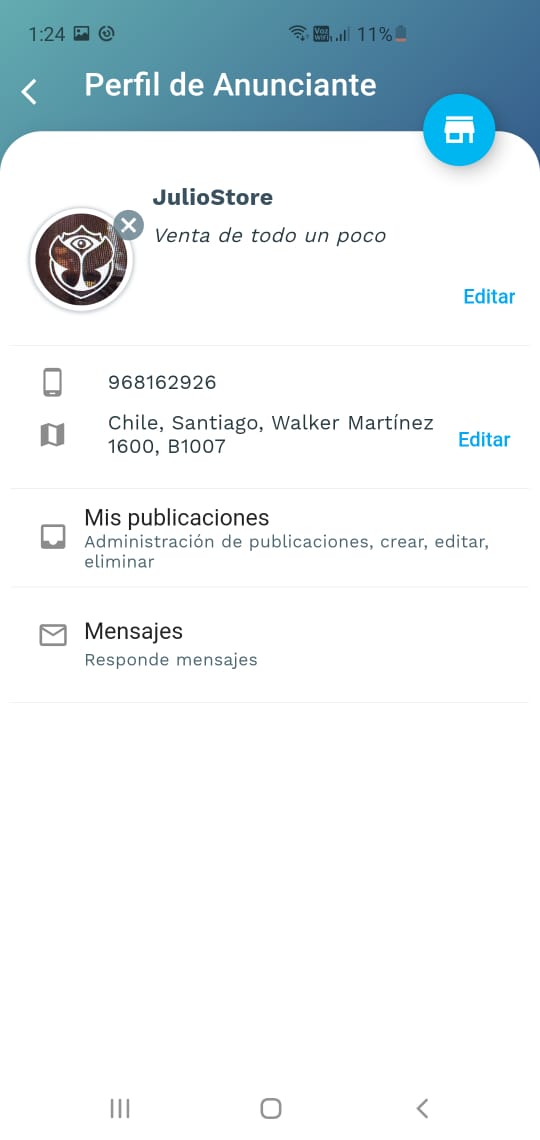 1:24
Voz
WiFi
11%
Perfil de Anunciante
JulioStore
Venta de todo un poco
Editar
968162926
Chile, Santiago, Walker Martínez
1600, B1007
Editar
Mis publicaciones
Administración de publicaciones, crear, editar,
eliminar
Mensajes
Responde mensajes